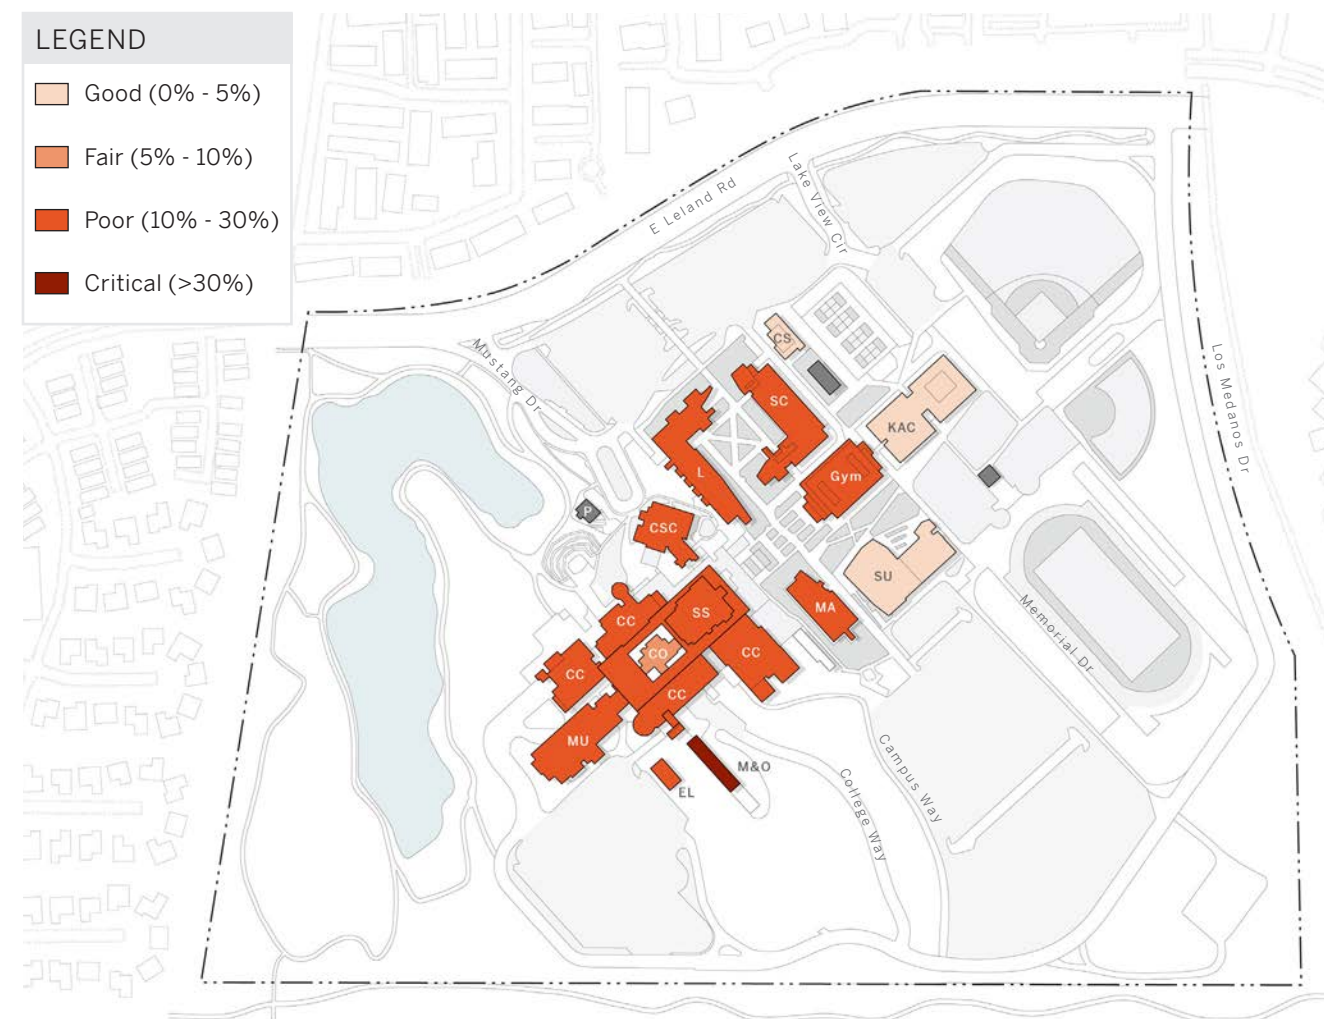 LEGEND
Good (0% - 5%)
Fair (5% - 10%)
Poor (10% - 30%)
Critical (>30%)
E Leland Rd
Lake View Cir
Mustang Dr
Los Medanos Dr
CS
SC
KAC
L
Gym
P
CSC
SU
MA
SS
CC
CO
CC
CC
CC
MU
M&O
EL
Memorial Dr
Campus Way
College Way